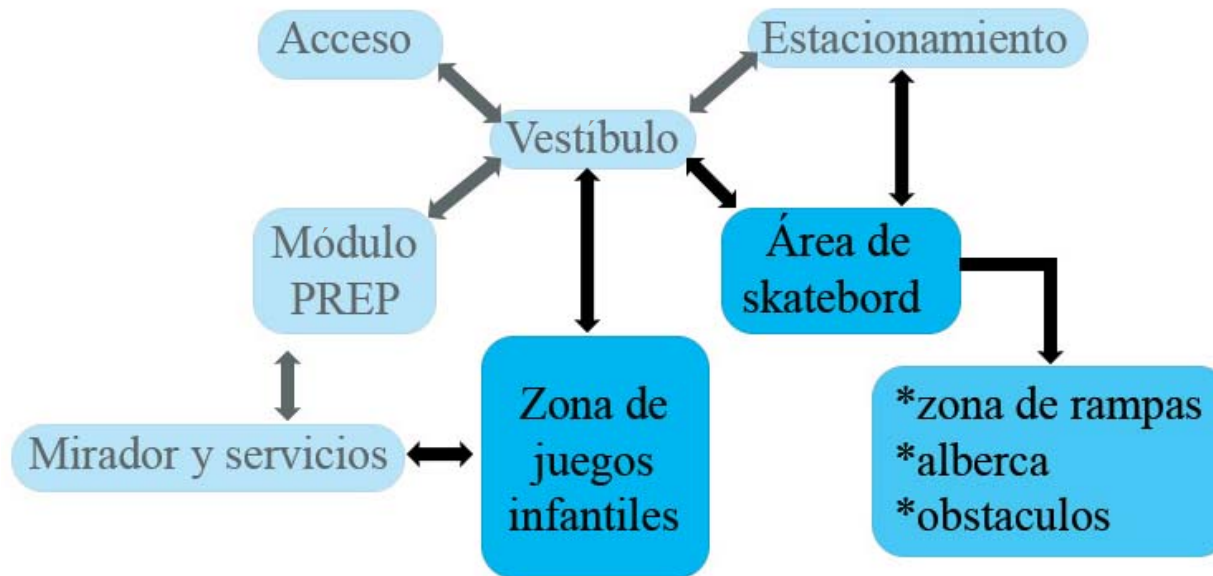 Acceso
Estacionamiento
Vestíbulo
Módulo
PREP
Área de
skatebord
Zona de
juegos
infantiles
Mirador y servicios
*zona de rampas
*alberca
*obstaculos